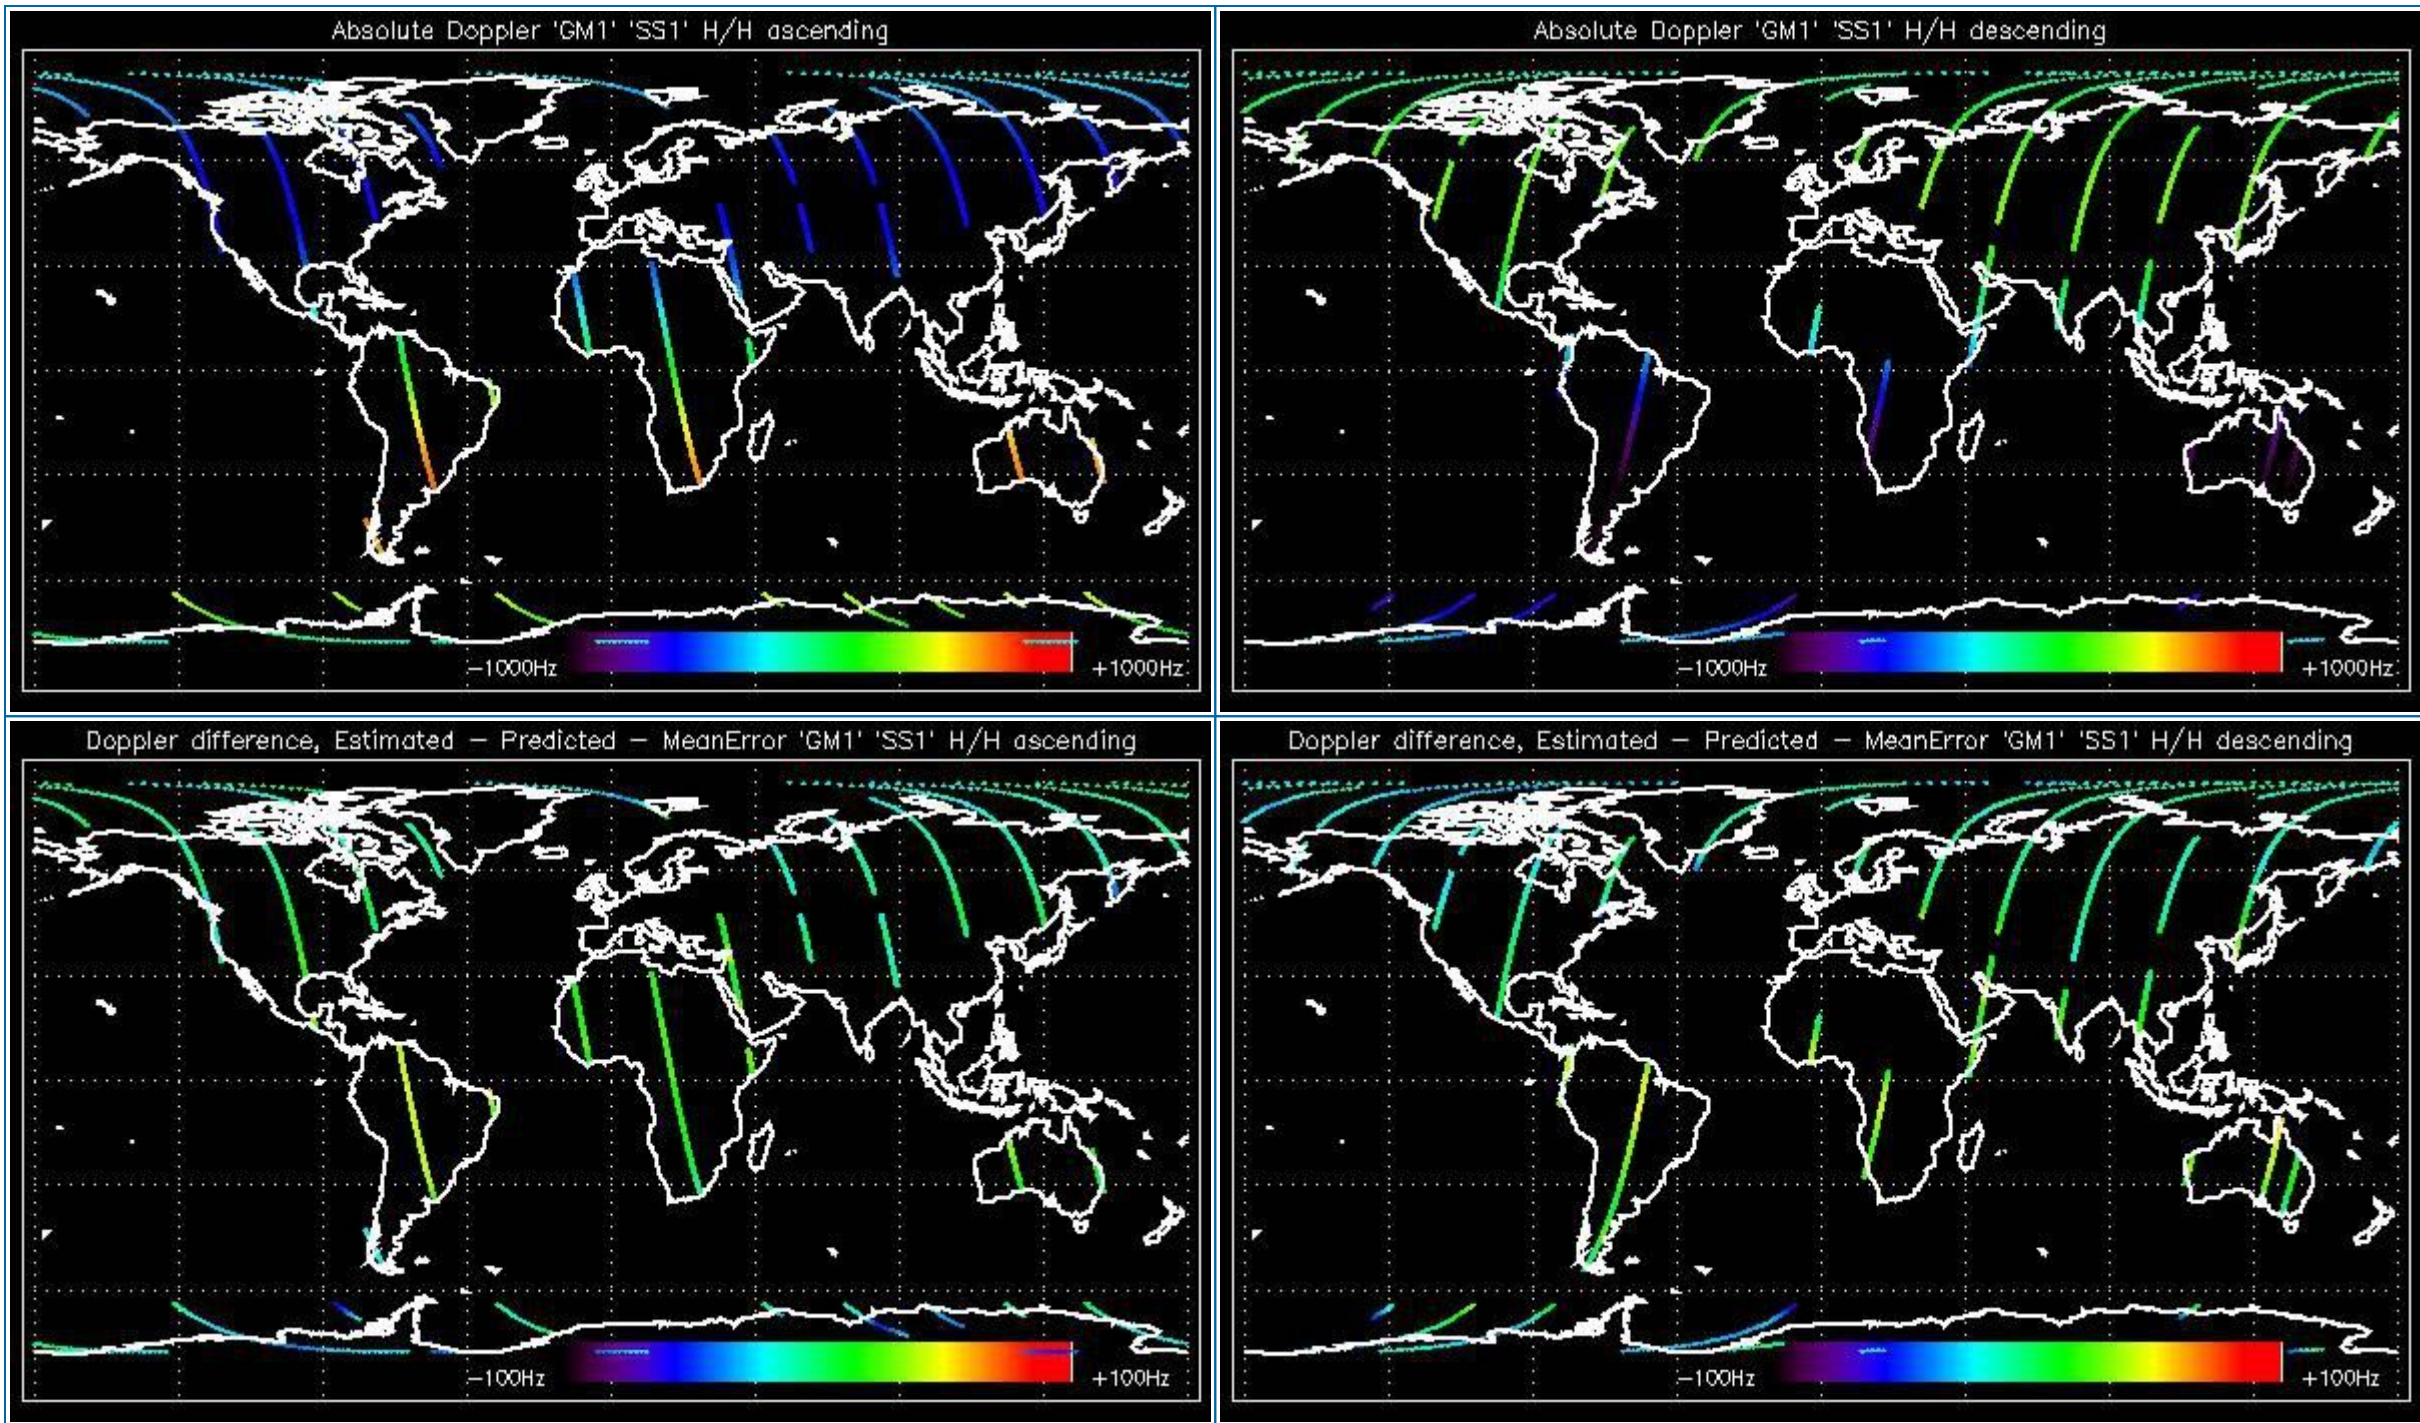 Absolute Doppler 'GM1' 'SS1' H/H ascending
−1000Hz
+1000Hz
Absolute Doppler 'GM1' 'SS1' H/H descending
−1000Hz
+1000Hz
Doppler difference, Estimated − Predicted − MeanError 'GM1' 'SS1' H/H ascending
−100Hz
+100Hz
Doppler difference, Estimated − Predicted − MeanError 'GM1' 'SS1' H/H descending
−100Hz
+100Hz